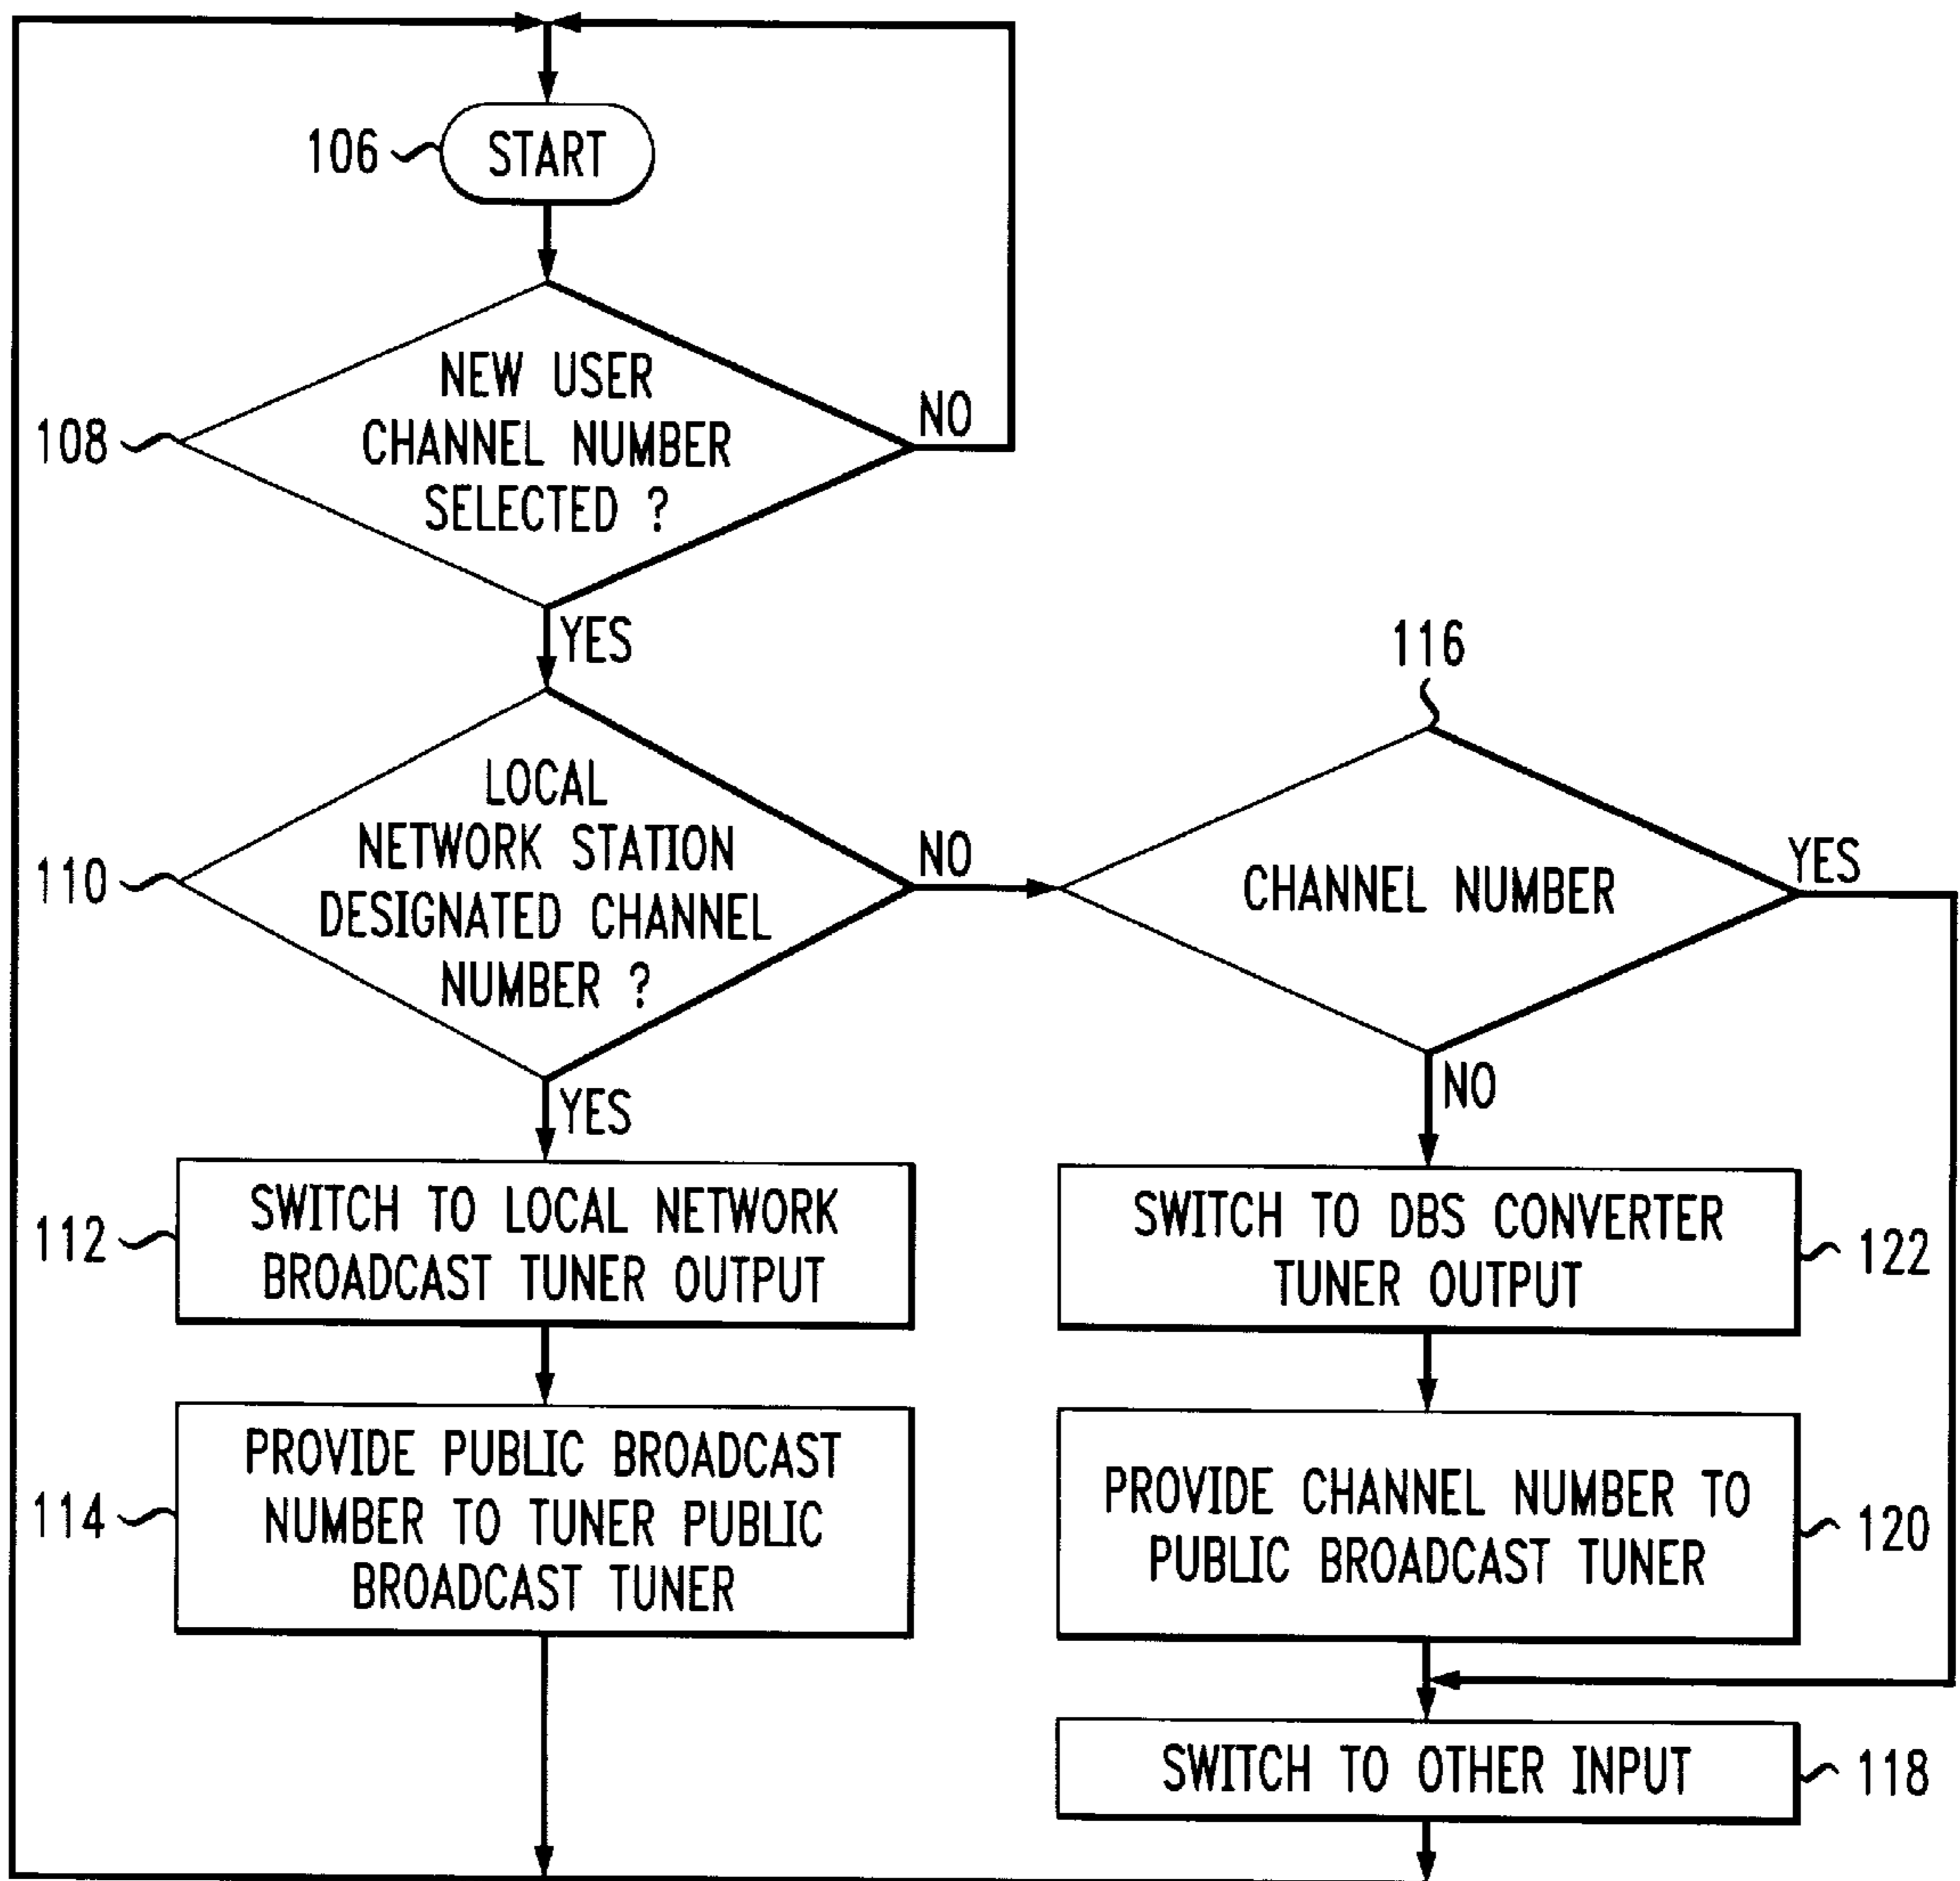 106
START
108
NEW USER
CHANNEL NUMBER
SELECTED ?
NO
YES
110
LOCAL
NETWORK STATION
DESIGNATED CHANNEL
NUMBER ?
NO
YES
116
CHANNEL NUMBER
YES
NO
112
SWITCH TO LOCAL NETWORK
BROADCAST TUNER OUTPUT
114
PROVIDE PUBLIC BROADCAST
NUMBER TO TUNER PUBLIC
BROADCAST TUNER
SWITCH TO DBS CONVERTER
TUNER OUTPUT
122
PROVIDE CHANNEL NUMBER TO
PUBLIC BROADCAST TUNER
120
SWITCH TO OTHER INPUT
118